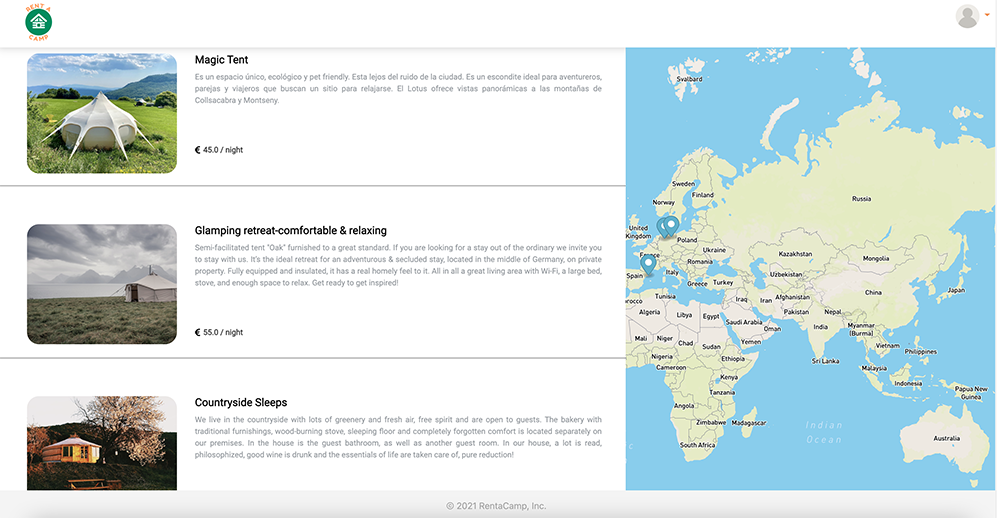 RENT A
CAMP
Magic Tent
Es un espacio único, ecológico y pet friendly. Esta lejos del ruido de la ciudad. Es un escondite ideal para aventureros,
parejas y viajeros que buscan un sitio para relajarse. El Lotus ofrece vistas panorámicas a las montañas de
Collsacabra y Montseny.
€ 45.0 / night
Glamping retreat-comfortable & relaxing
Semi-facilitated tent "Oak" furnished to a great standard. If you are looking for a stay out of the ordinary we invite you
to stay with us. It's the ideal retreat for an adventurous & secluded stay, located in the middle of Germany, on private
property. Fully equipped and insulated, it has a real homely feel to it. All in all a great living area with Wi-Fi, a large bed,
stove, and enough space to relax. Get ready to get inspired!
€ 55.0 / night
Countryside Sleeps
We live in the countryside with lots of greenery and fresh air, free spirit and are open to guests. The bakery with
traditional furnishings, wood-burning stove, sleeping floor and completely forgotten comfort is located separately on
our premises. In the house is the guest bathroom, as well as another guest room. In our house, a lot is read,
philosophized, good wine is drunk and the essentials of life are taken care of, pure reduction!
Svalbard
Sweden
Finland
Russia
Norway
United
Kingdom
Poland
Ukraine
France
Kazakhstan
Mongolia
Romania
Spain
Italy
Uzbekistan
Greece
Turkey
China
Japan
Tunisia
Iraq
Iran
Afghanistan
rocco
Algeria
Libya
Egypt
Pakistan
Nepal
Saudi Arabia
Oman
India
Myanmar
(Burma)
Mali
Niger
Chad
Sudan
Yemen
Vietnam
Philippines
Nigeria
Ethiopia
Sri Lanka
Cameroon
Malaysia
Kenya
Indonesia
Papua New
Guinea
Tanzania
Angola
Zimbabwe
Madagascar
Indian
Ocean
Australia
South Africa
c
© 2021 RentaCamp, Inc.